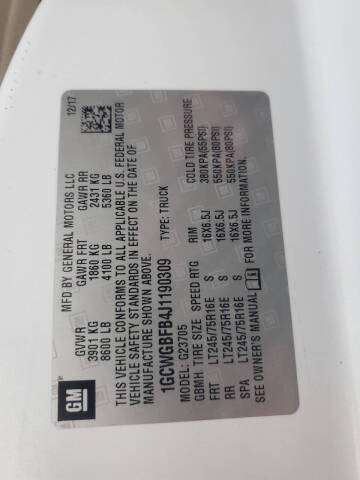 GM
MFD BY GENERAL MOTORS LLC
12/17
GVWR GAWR FRT GAWR RR
3901 KG 1860 KG 2431 KG
8600 LB 4100 LB 5360 LB
THIS VEHICLE CONFORMS TO ALL APPLICABLE U.S. FEDERAL MOTOR
VEHICLE SAFETY STANDARDS IN EFFECT ON THE DATE OF
MANUFACTURE SHOWN ABOVE.
1GCWGBFB4J1190309 TYPE: TRUCK
MODEL: G23705
GBMH TIRE SIZE SPEED RTG RIM COLD TIRE PRESSURE
FRT LT245/75R16E S 16X6.5J 380KPA(55PSI)
RR LT245/75R16E S 16X6.5J 550KPA(80PSI)
SPA LT245/75R16E S 16X6.5J 550KPA(80PSI)
SEE OWNER'S MANUAL